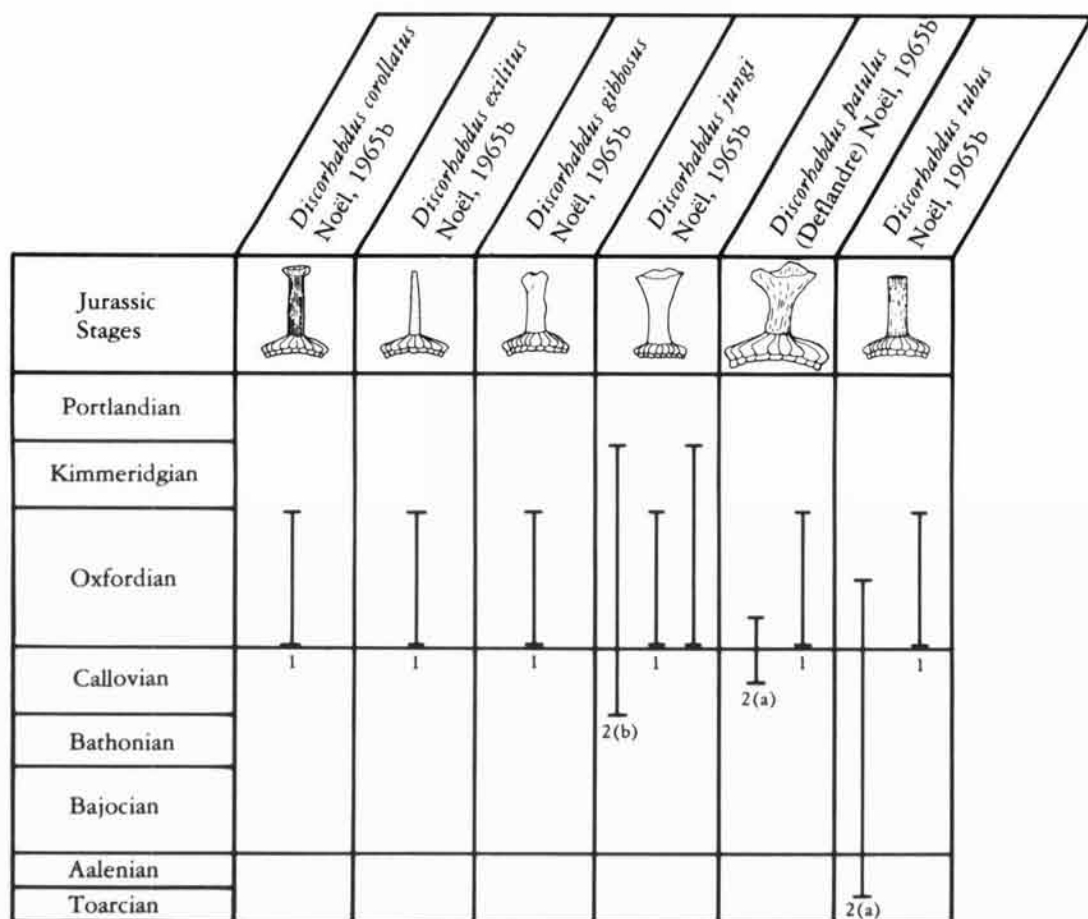 Discorhabdus corollatus
Noël, 1965b
Discorhabdus exilitus
Noël, 1965b
Discorhabdus gibbosus
Noël, 1965b
Discorhabdus jungi
Noël, 1965b
Discorhabdus patulus
(Deflandre) Noël, 1965b
Discorhabdus tubus
Noël, 1965b
Jurassic
Stages
Portlandian
Kimmeridgian
Oxfordian
1
1
1
1
1
1
Callovian
2(a)
2(b)
Bathonian
Bajocian
Aalenian
Toarcian
2(a)